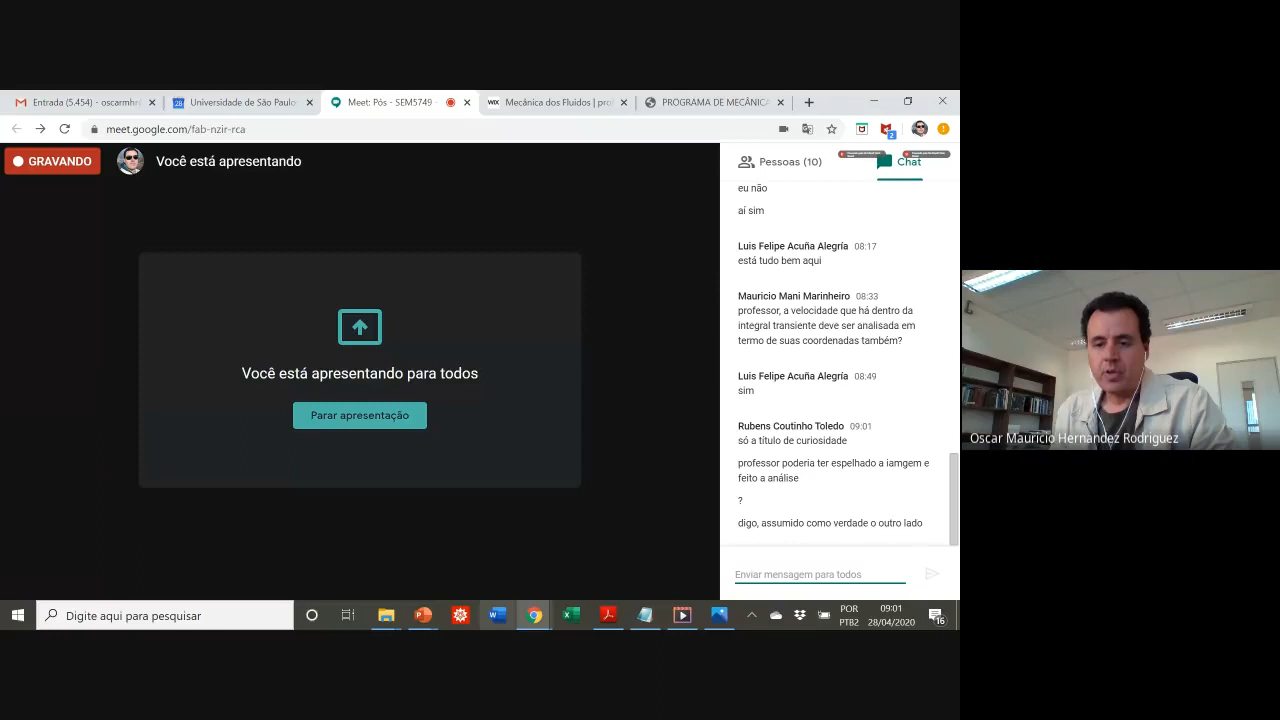 Entrada (5.454) - oscarmhr
Universidade de São Paulo
Meet: Pós - SEM5749 -
WIX Mecânica dos Fluidos | pro
PROGRAMA DE MECÂNICA
meet.google.com/fab-nzir-rca
2
GRAVANDO
Você está apresentando
Pessoas (10)
Chat
eu não
aí sim
Luis Felipe Acuña Alegría 08:17
está tudo bem aqui
Mauricio Mani Marinheiro 08:33
professor, a velocidade que há dentro da
integral transiente deve ser analisada em
termo de suas coordenadas também?
Luis Felipe Acuña Alegría 08:49
sim
Rubens Coutinho Toledo 09:01
só a título de curiosidade
professor poderia ter espelhado a iamgem e
feito a análise
?
digo, assumido como verdade o outro lado
Enviar mensagem para todos
Você está apresentando para todos
Parar apresentação
Oscar Mauricio Hernandez Rodriguez
Digite aqui para pesquisar
POR
PTB2
09:01
28/04/2020
16